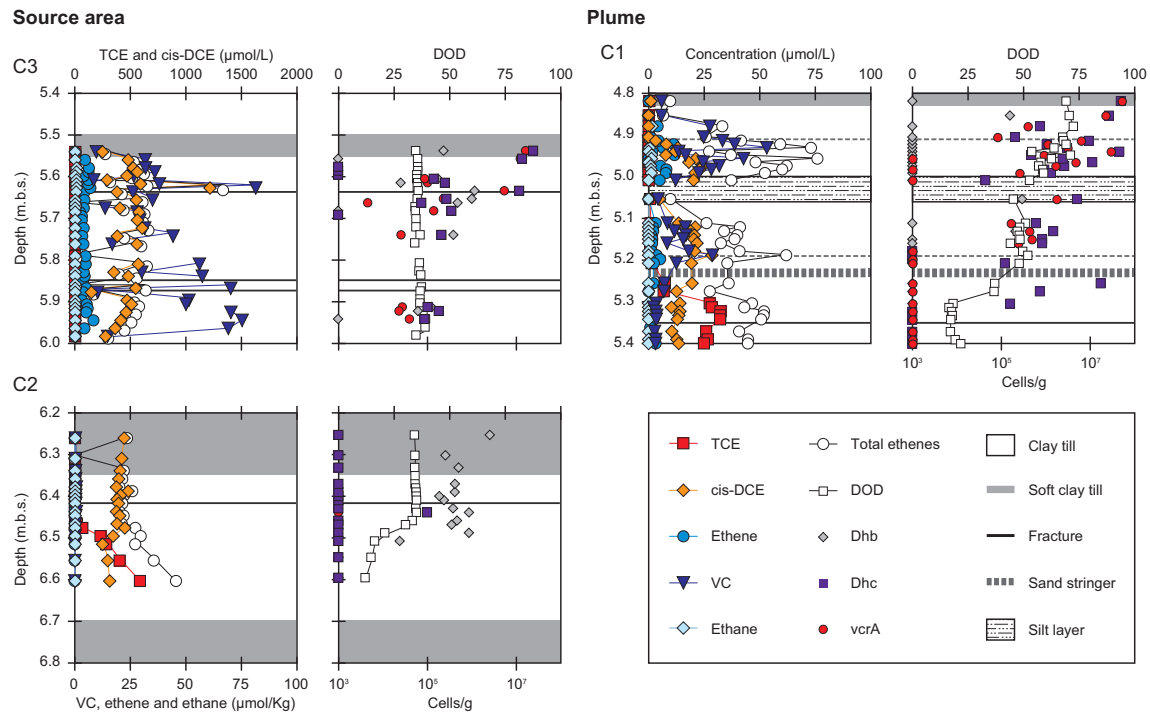 Source area
Plume
C3
TCE and cis-DCE (µmol/L)
0 500 1000 1500 2000
DOD
0 25 50 75 100
C1
Concentration (µmol/L)
0 25 50 75 100
DOD
0 25 50 75 100
Depth (m.b.s.)
5.4
5.5
5.6
5.7
5.8
5.9
6.0
Depth (m.b.s.)
4.8
4.9
5.0
5.1
5.2
5.3
5.4
10³ 10⁵ 10⁷
Cells/g
C2
Depth (m.b.s.)
6.2
6.3
6.4
6.5
6.6
6.7
6.8
0 25 50 75 100
VC, ethene and ethane (µmol/Kg)
10³ 10⁵ 10⁷
Cells/g
TCE
Total ethenes
Clay till
cis-DCE
DOD
Soft clay till
Ethene
Dhb
Fracture
VC
Dhc
Sand stringer
Ethane
vcrA
Silt layer